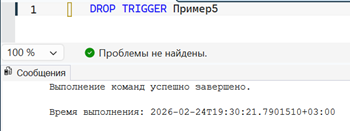 1 DROP TRIGGER Пример5
100 % Проблемы не найдены.
Сообщения
Выполнение команд успешно завершено.
Время выполнения: 2026-02-24T19:30:21.7901510+03:00